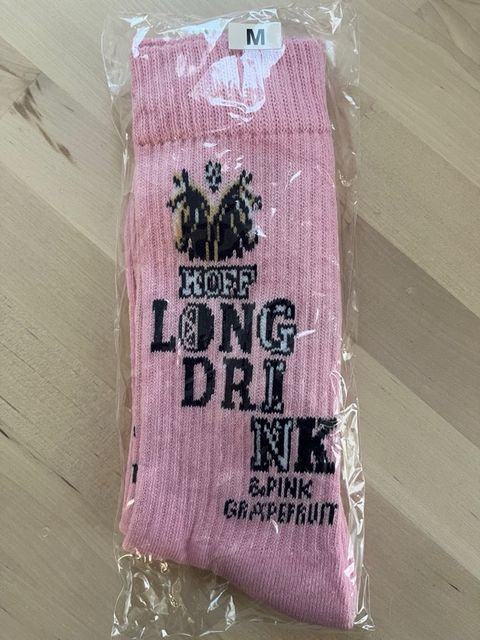 M
KOFF
LONG
DRI
NK
&PINK
GRAPEFRUIT